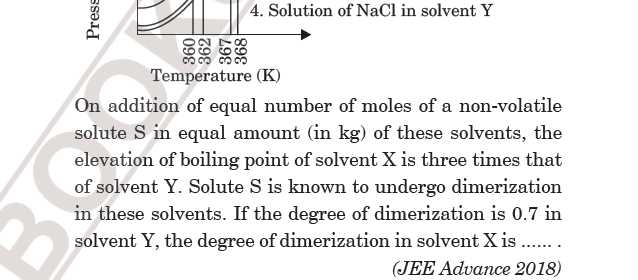 Press
4. Solution of NaCl in solvent Y
360
362
367
368
Temperature (K)
On addition of equal number of moles of a non-volatile
solute S in equal amount (in kg) of these solvents, the
elevation of boiling point of solvent X is three times that
of solvent Y. Solute S is known to undergo dimerization
in these solvents. If the degree of dimerization is 0.7 in
solvent Y, the degree of dimerization in solvent X is ...... .
(JEE Advance 2018)
BOOK